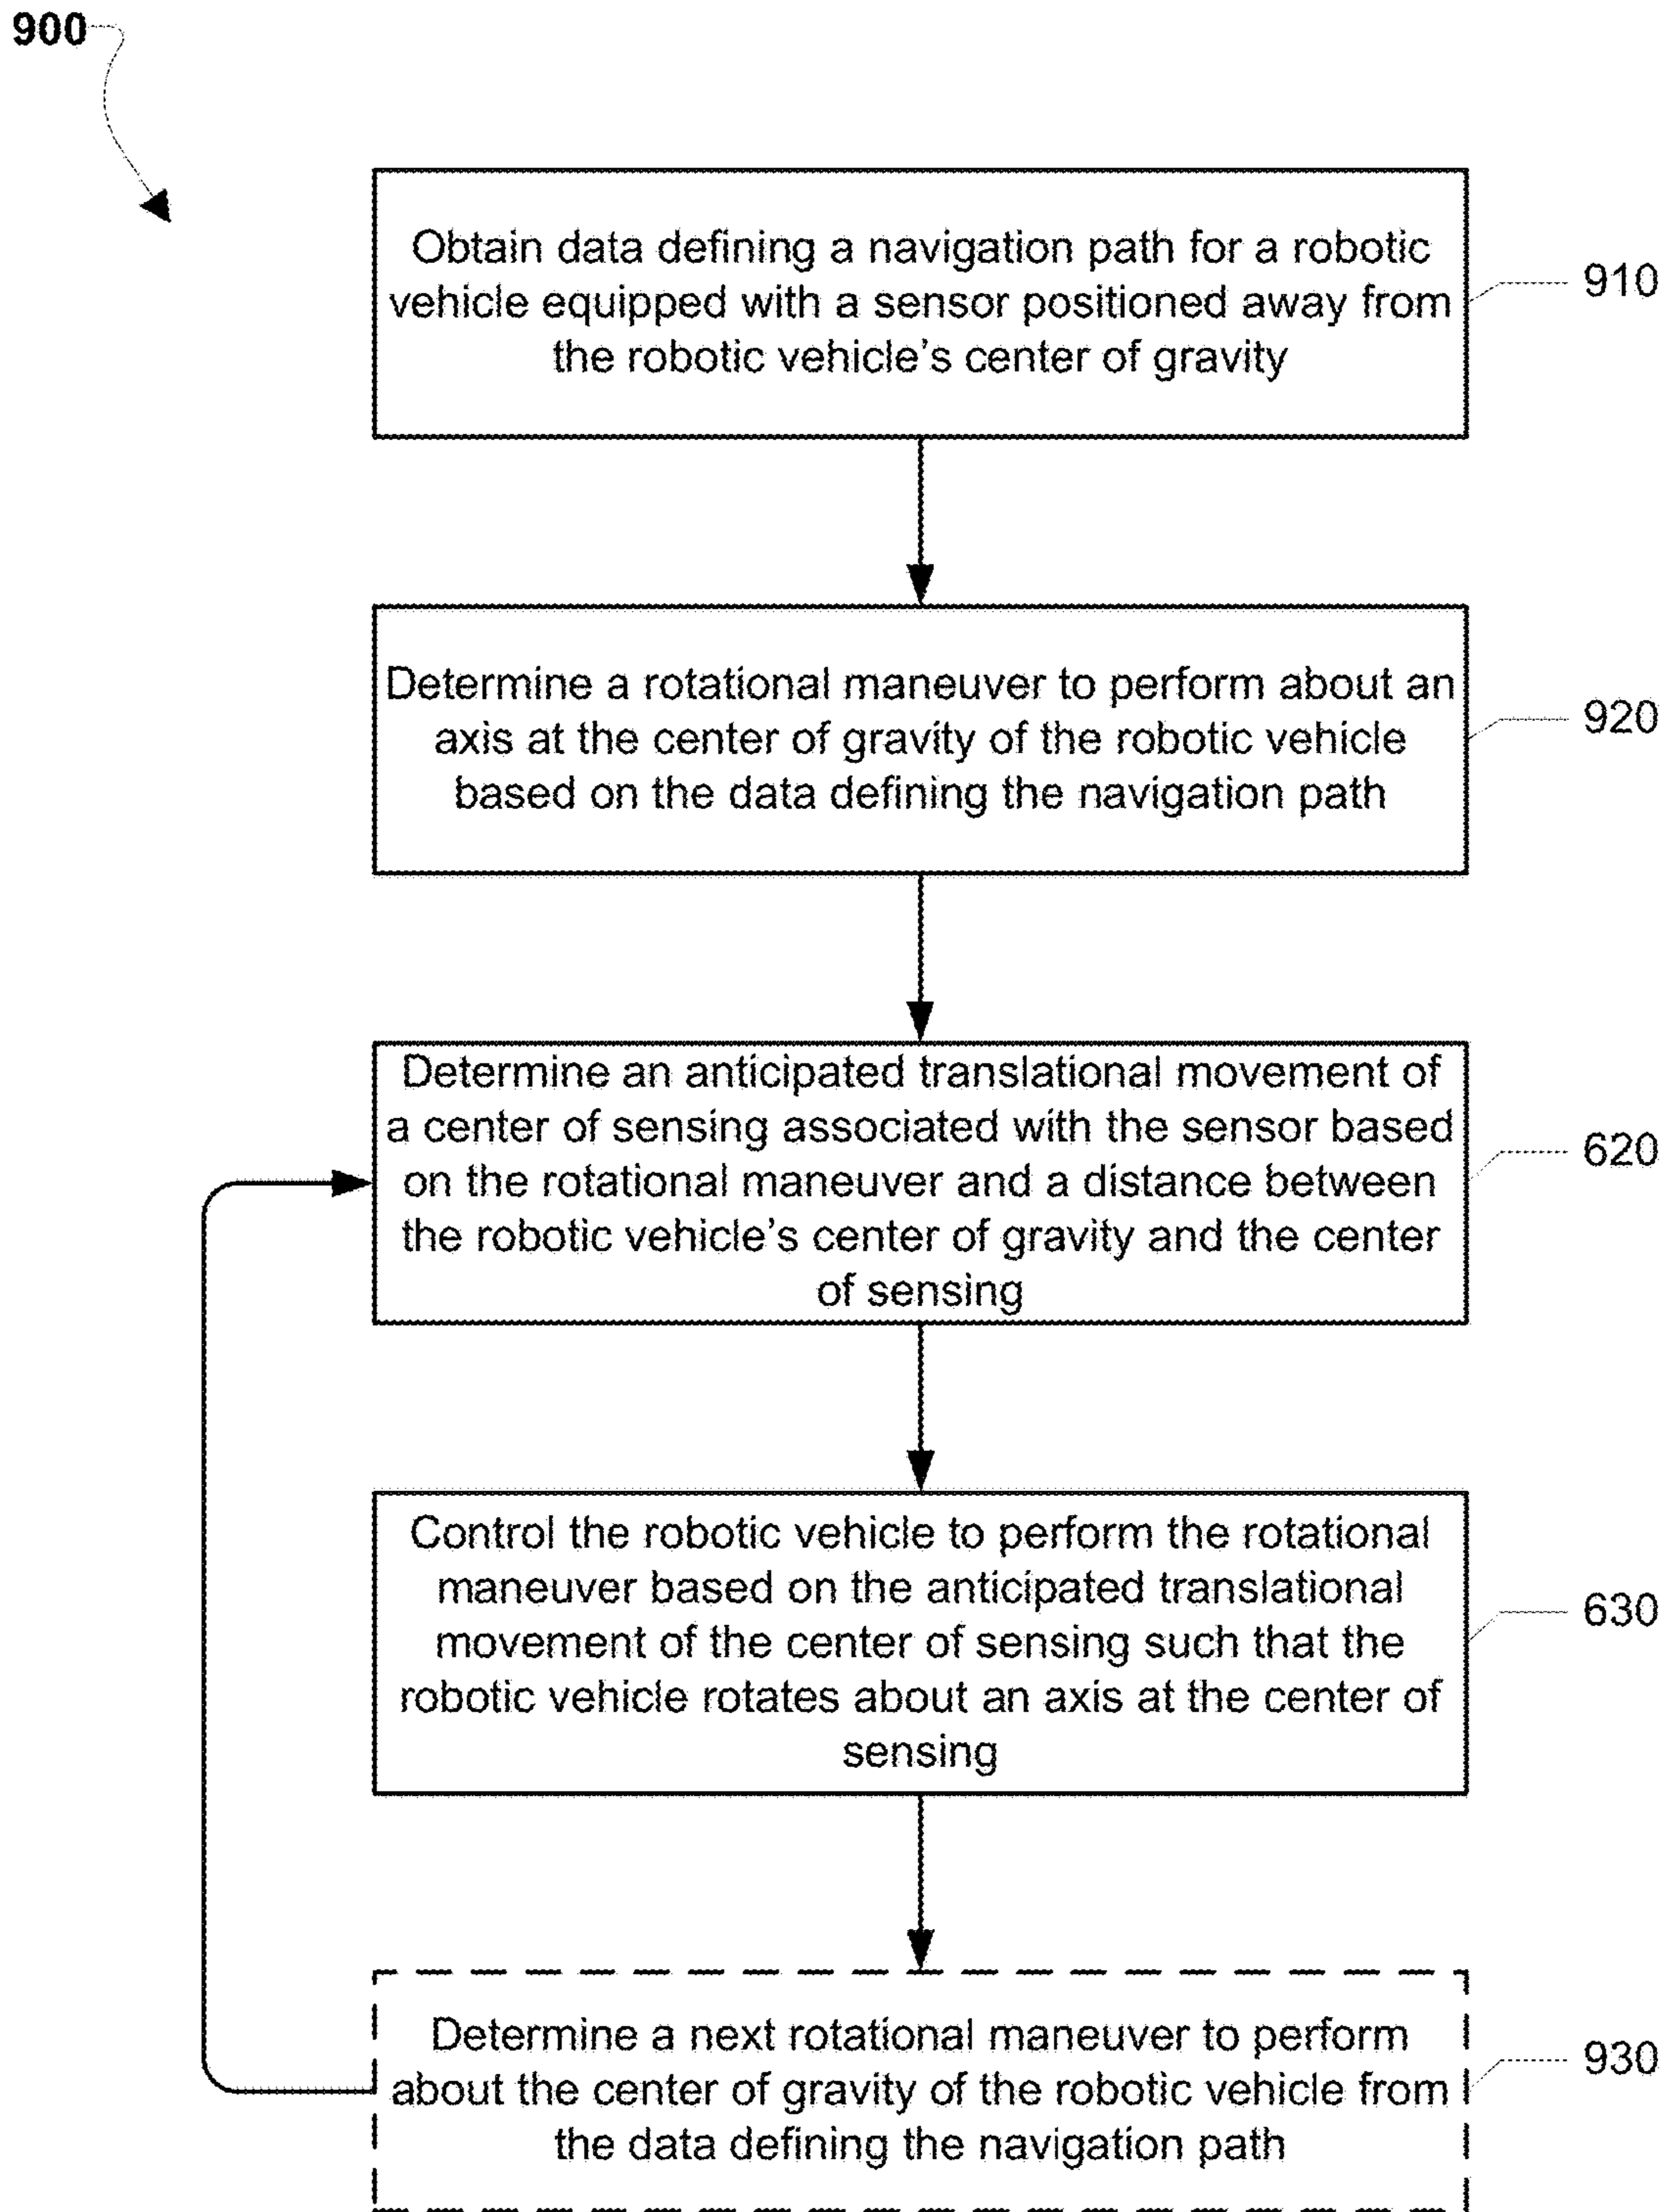 900
Obtain data defining a navigation path for a robotic
vehicle equipped with a sensor positioned away from
the robotic vehicle's center of gravity
910
Determine a rotational maneuver to perform about an
axis at the center of gravity of the robotic vehicle
based on the data defining the navigation path
920
Determine an anticipated translational movement of
a center of sensing associated with the sensor based
on the rotational maneuver and a distance between
the robotic vehicle's center of gravity and the center
of sensing
620
Control the robotic vehicle to perform the rotational
maneuver based on the anticipated translational
movement of the center of sensing such that the
robotic vehicle rotates about an axis at the center of
sensing
630
Determine a next rotational maneuver to perform
about the center of gravity of the robotic vehicle from
the data defining the navigation path
930